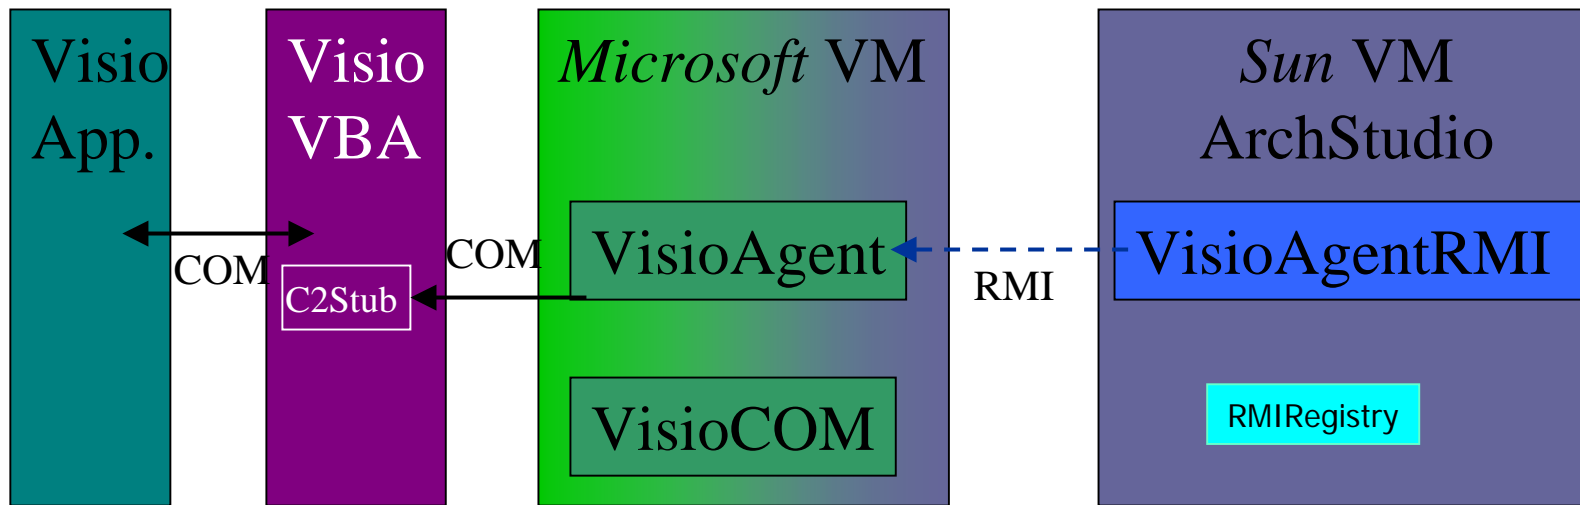 Visio
App.
COM
Visio
VBA
C2Stub
COM
Microsoft VM
VisioAgent
VisioCOM
RMI
Sun VM
ArchStudio
VisioAgentRMI
RMIRegistry